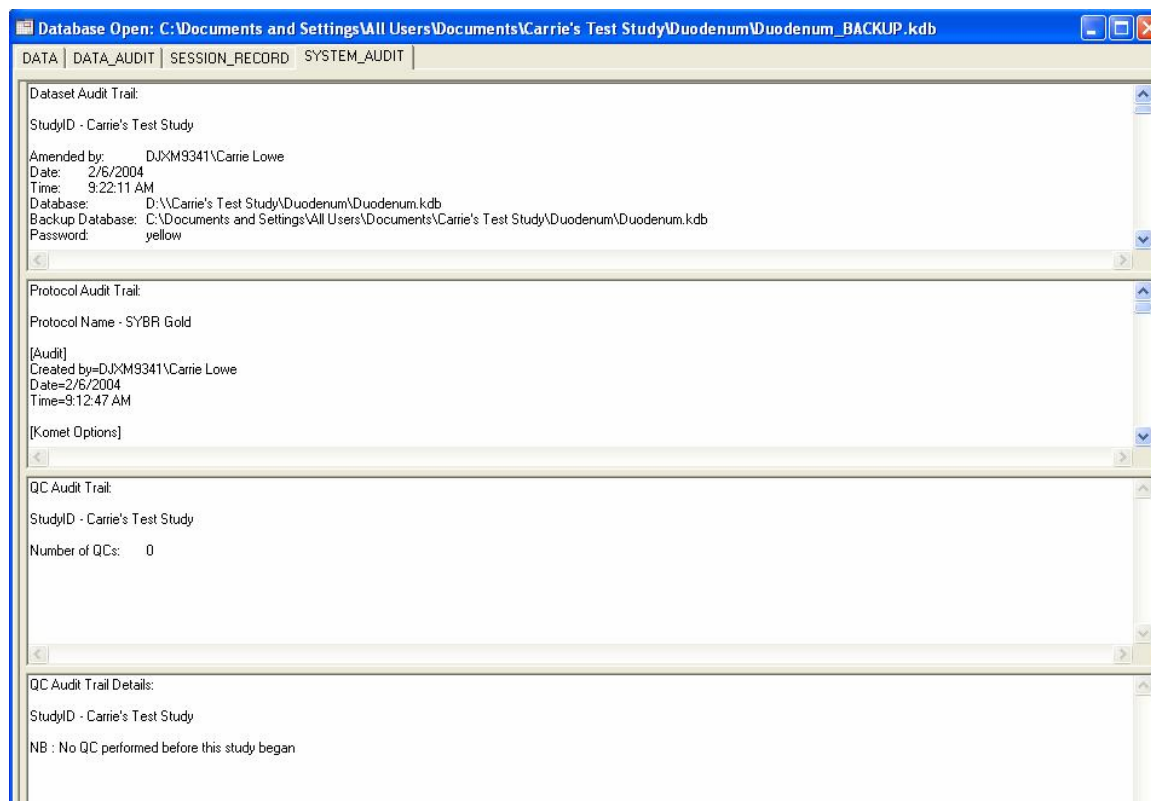 Database Open: C:\Documents and Settings\All Users\Documents\Carrie's Test Study\Duodenum\Duodenum_BACKUP.kdb
DATA DATA_AUDIT SESSION_RECORD SYSTEM_AUDIT
Dataset Audit Trail:
StudyID - Carrie's Test Study
Amended by: DJXM9341\Carrie Lowe
Date: 2/6/2004
Time: 9:22:11 AM
Database: D:\\Carrie's Test Study\Duodenum\Duodenum.kdb
Backup Database: C:\Documents and Settings\All Users\Documents\Carrie's Test Study\Duodenum\Duodenum.kdb
Password: yellow
Protocol Audit Trail:
Protocol Name - SYBR Gold
[Audit]
Created by=DJXM9341\Carrie Lowe
Date=2/6/2004
Time=9:12:47 AM
[Komet Options]
QC Audit Trail:
StudyID - Carrie's Test Study
Number of QCs: 0
QC Audit Trail Details:
StudyID - Carrie's Test Study
NB : No QC performed before this study began